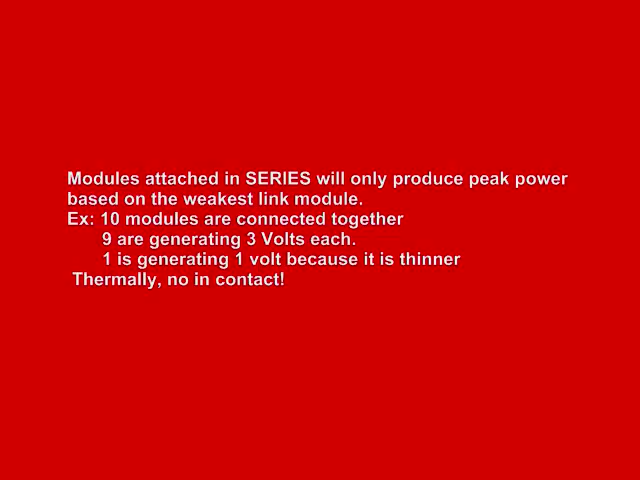 Modules attached in SERIES will only produce peak power
based on the weakest link module.
Ex: 10 modules are connected together
9 are generating 3 Volts each.
1 is generating 1 volt because it is thinner
Thermally, no in contact!